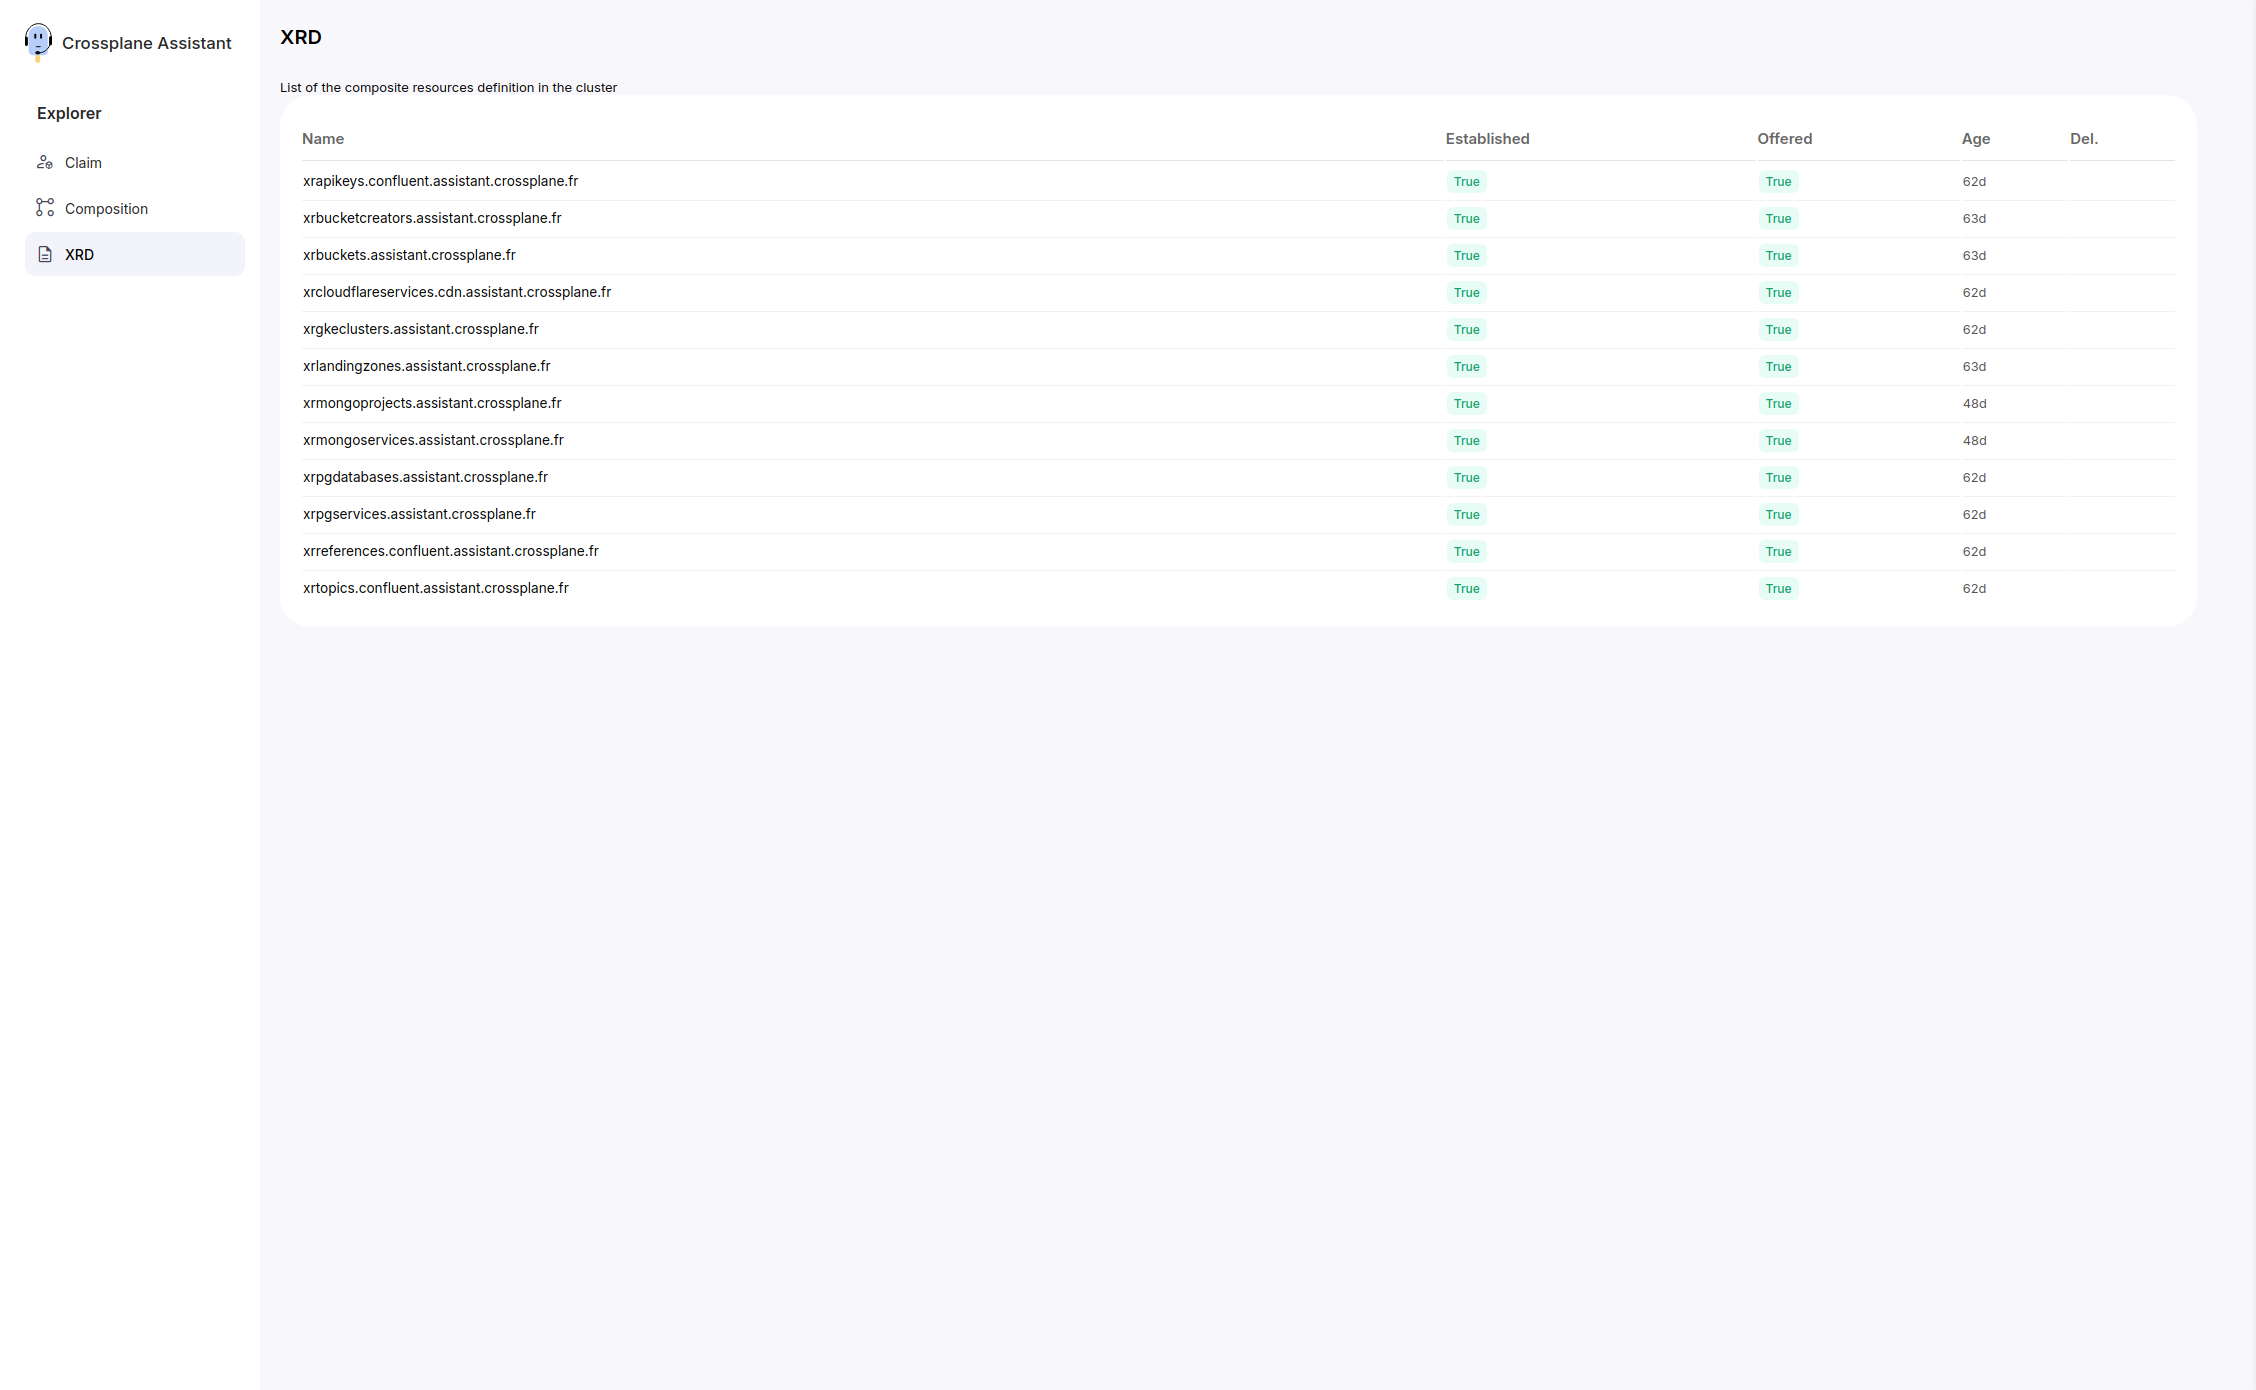 Crossplane Assistant
Explorer
Claim
Composition
XRD
XRD
List of the composite resources definition in the cluster
Name Established Offered Age Del.
xrapikeys.confluent.assistant.crossplane.fr True True 62d
xrbucketcreators.assistant.crossplane.fr True True 63d
xrbuckets.assistant.crossplane.fr True True 63d
xrcloudflareservices.cdn.assistant.crossplane.fr True True 62d
xrgkeclusters.assistant.crossplane.fr True True 62d
xrlandingzones.assistant.crossplane.fr True True 63d
xrmongoprojects.assistant.crossplane.fr True True 48d
xrmongoservices.assistant.crossplane.fr True True 48d
xrpgdatabases.assistant.crossplane.fr True True 62d
xrpgservices.assistant.crossplane.fr True True 62d
xrreferences.confluent.assistant.crossplane.fr True True 62d
xrtopics.confluent.assistant.crossplane.fr True True 62d